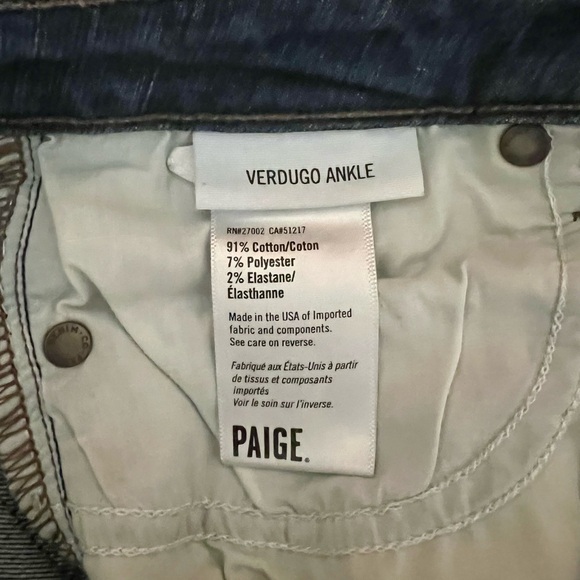 VERDUGO ANKLE
RN#27002 CA#51217
91% Cotton/Coton
7% Polyester
2% Elastane/
Élasthanne
Made in the USA of Imported
fabric and components.
See care on reverse.
Fabriqué aux États-Unis à partir
de tissus et composants
importés
Voir le soin sur l'inverse.
PAIGE.